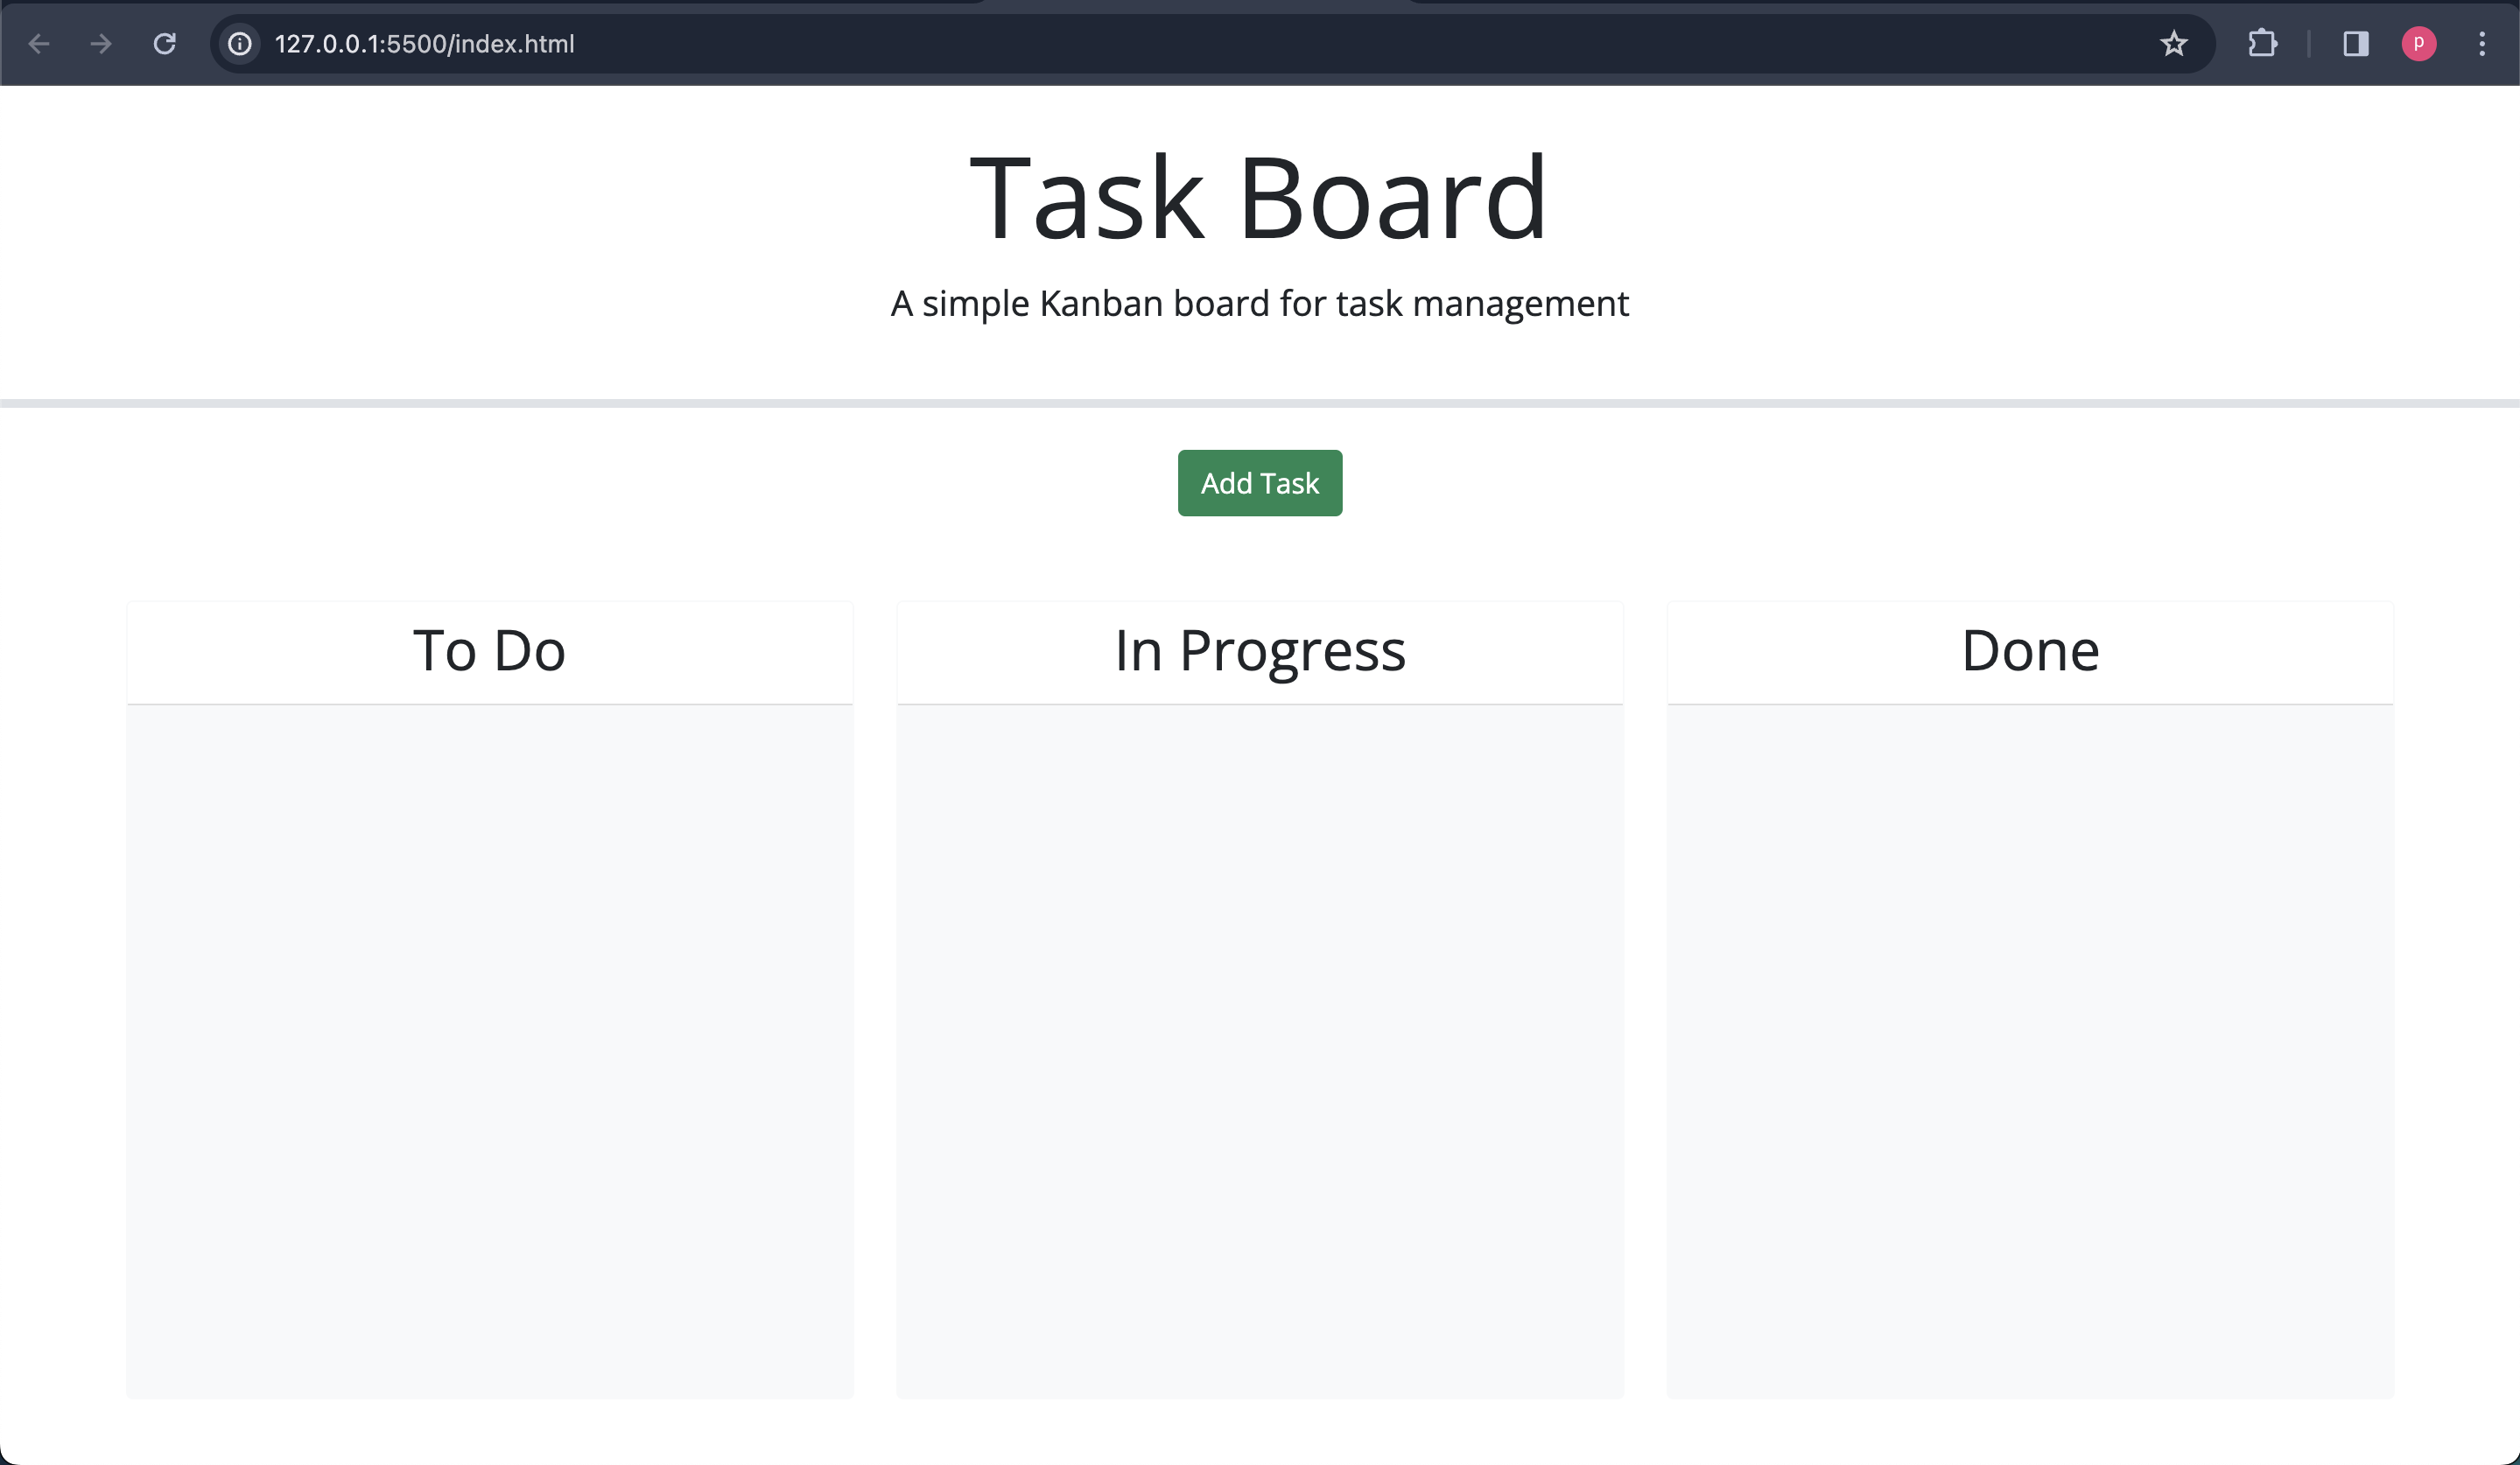 127.0.0.1:5500/index.html
p
Task Board
A simple Kanban board for task management
Add Task
To Do
In Progress
Done